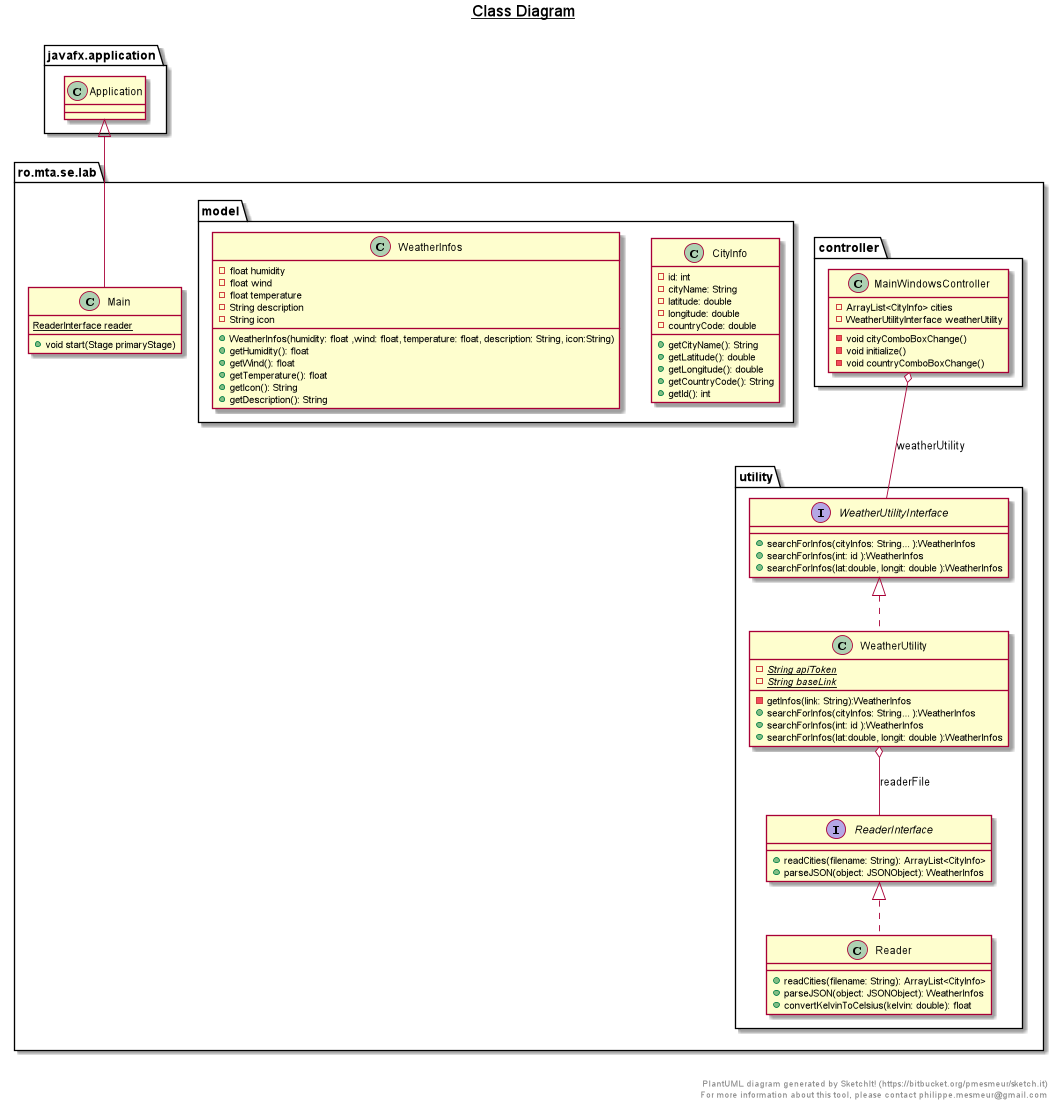 Class Diagram
javafx.application
C Application
ro.mta.se.lab
C Main
ReaderInterface reader
void start(Stage primaryStage)
model
C WeatherInfos
float humidity
float wind
float temperature
String description
String icon
WeatherInfos(humidity: float ,wind: float, temperature: float, description: String, icon:String)
getHumidity(): float
getWind(): float
getTemperature(): float
getIcon(): String
getDescription(): String
C CityInfo
id: int
cityName: String
latitude: double
longitude: double
countryCode: double
getCityName(): String
getLatitude(): double
getLongitude(): double
getCountryCode(): String
getId(): int
controller
C MainWindowsController
ArrayList<CityInfo> cities
WeatherUtilityInterface weatherUtility
void cityComboBoxChange()
void initialize()
void countryComboBoxChange()
weatherUtility
utility
I WeatherUtilityInterface
searchForInfos(cityInfos: String... ):WeatherInfos
searchForInfos(int: id ):WeatherInfos
searchForInfos(lat:double, longit: double ):WeatherInfos
C WeatherUtility
String apiToken
String baseLink
getInfos(link: String):WeatherInfos
searchForInfos(cityInfos: String... ):WeatherInfos
searchForInfos(int: id ):WeatherInfos
searchForInfos(lat:double, longit: double ):WeatherInfos
readerFile
I ReaderInterface
readCities(filename: String): ArrayList<CityInfo>
parseJSON(object: JSONObject): WeatherInfos
C Reader
readCities(filename: String): ArrayList<CityInfo>
parseJSON(object: JSONObject): WeatherInfos
convertKelvinToCelsius(kelvin: double): float
PlantUML diagram generated by SketchIt! (https://bitbucket.org/pmesmeur/sketch.it)
For more information about this tool, please contact philippe.mesmeur@gmail.com